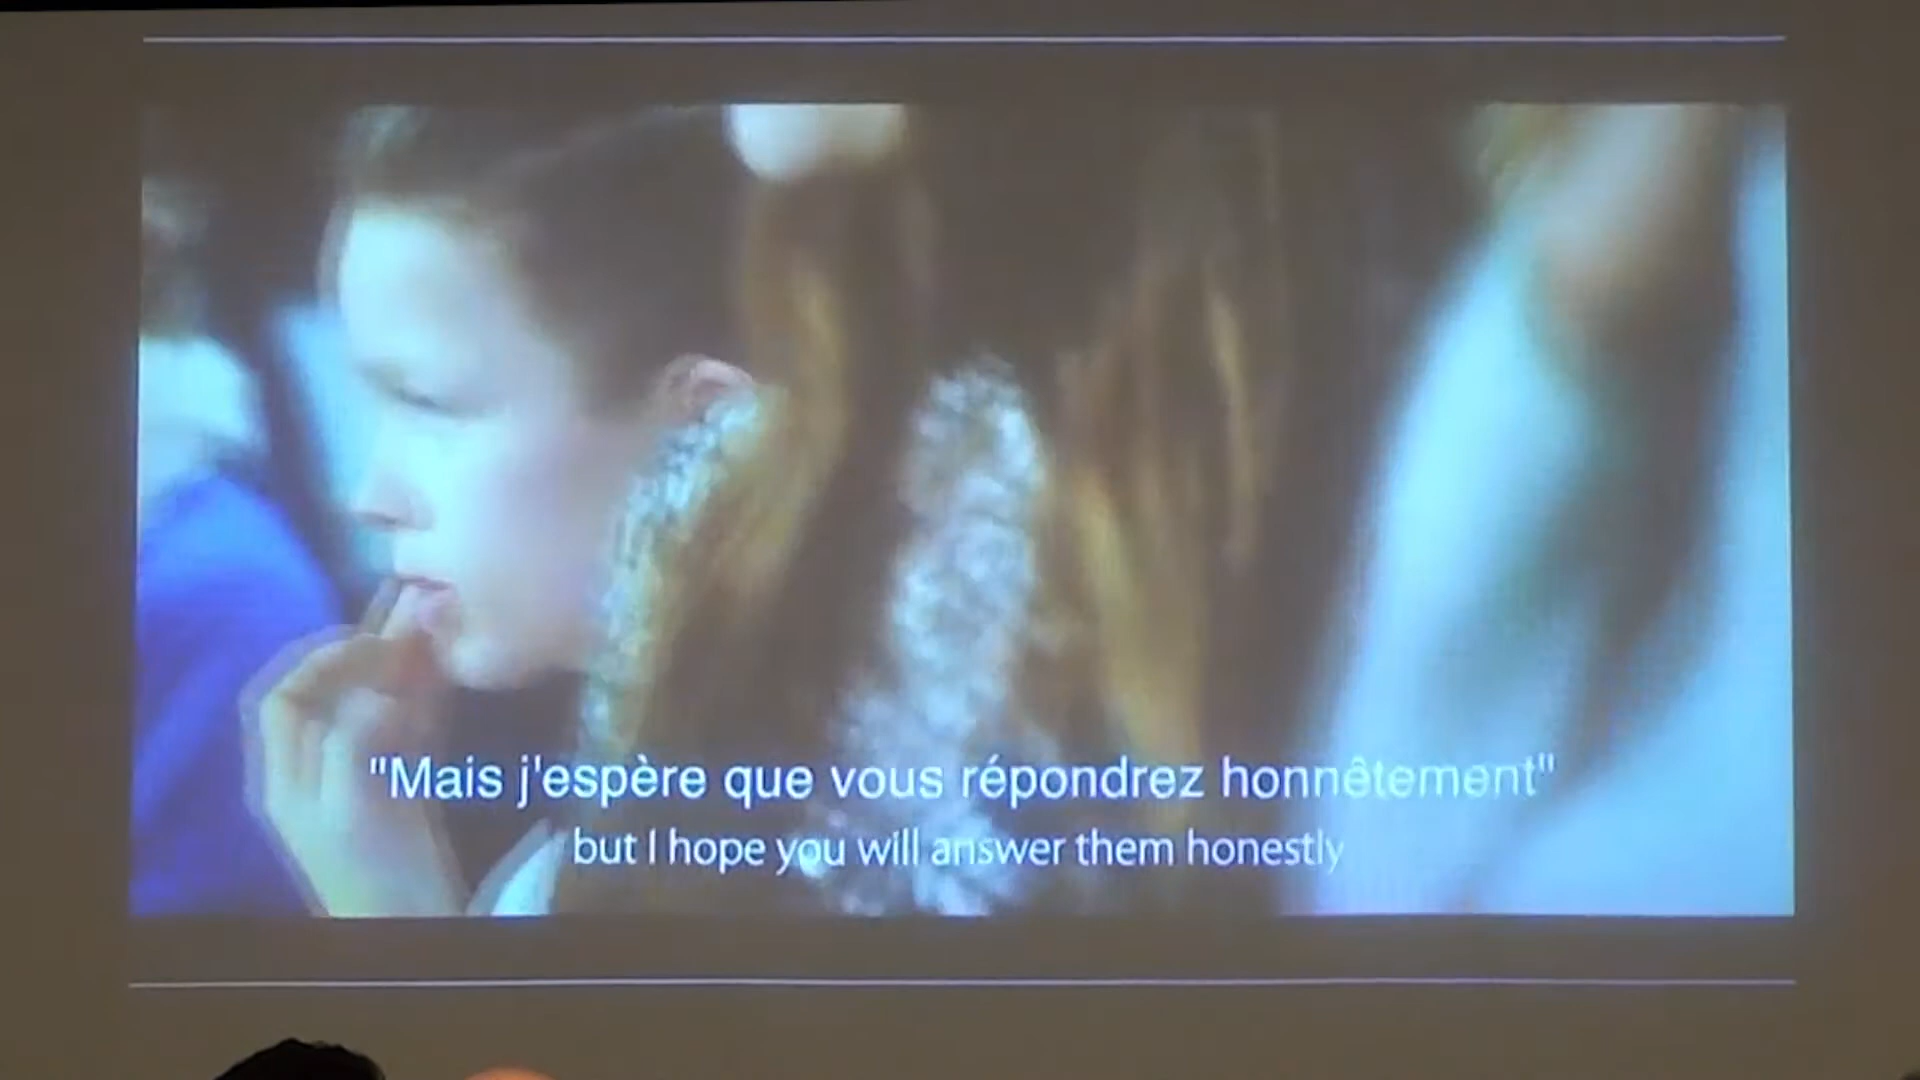 "Mais j'espère que vous répondrez honnêtement"
but I hope you will answer them honestly